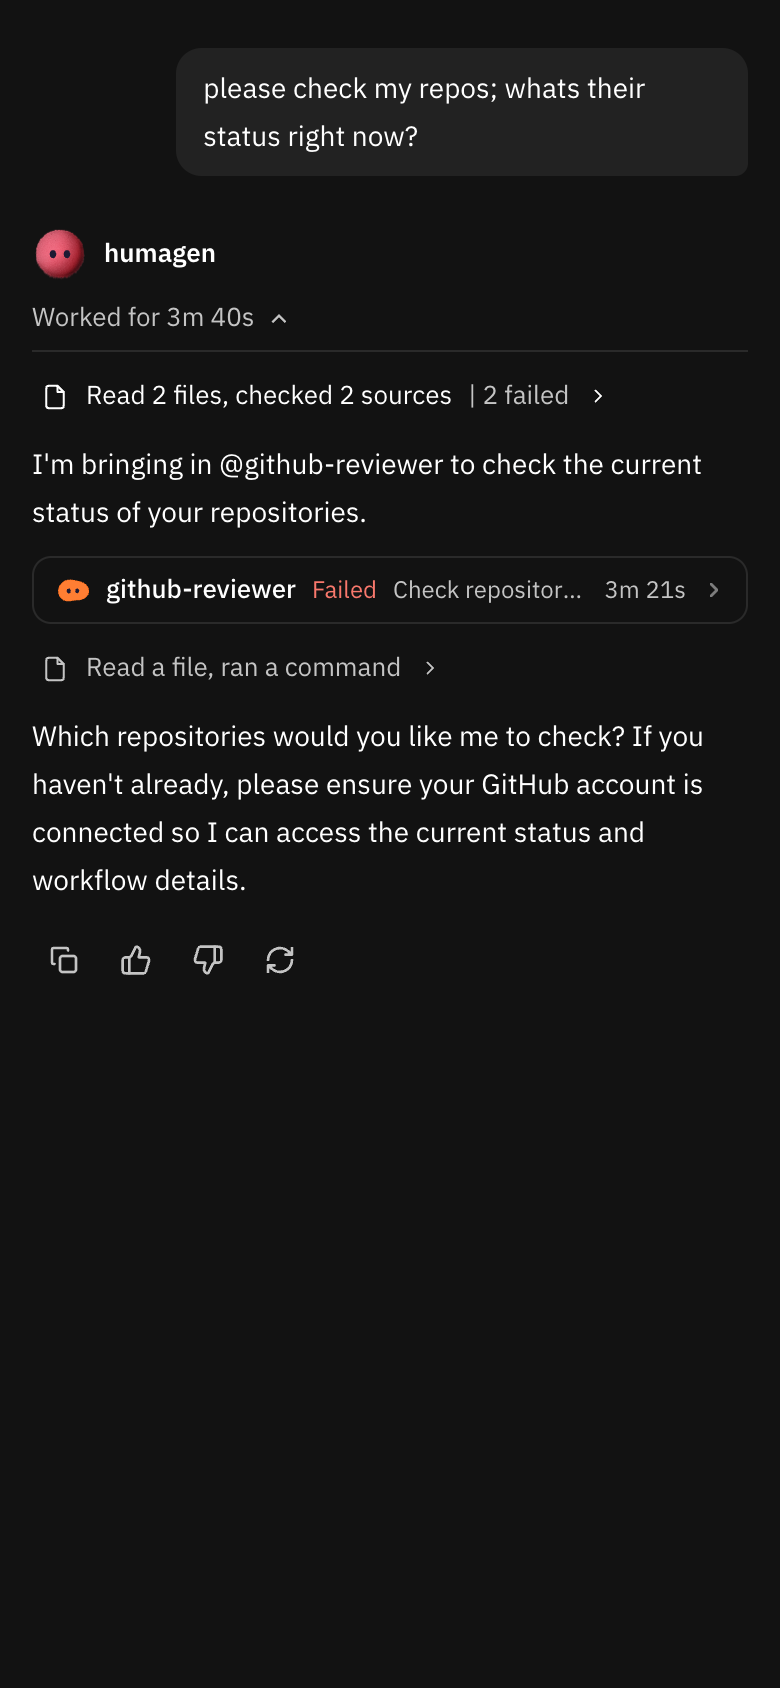 please check my repos; whats their
status right now?
humagen
Worked for 3m 40s
Read 2 files, checked 2 sources | 2 failed
I'm bringing in @github-reviewer to check the current
status of your repositories.
github-reviewer Failed Check repositor... 3m 21s
Read a file, ran a command
Which repositories would you like me to check? If you
haven't already, please ensure your GitHub account is
connected so I can access the current status and
workflow details.